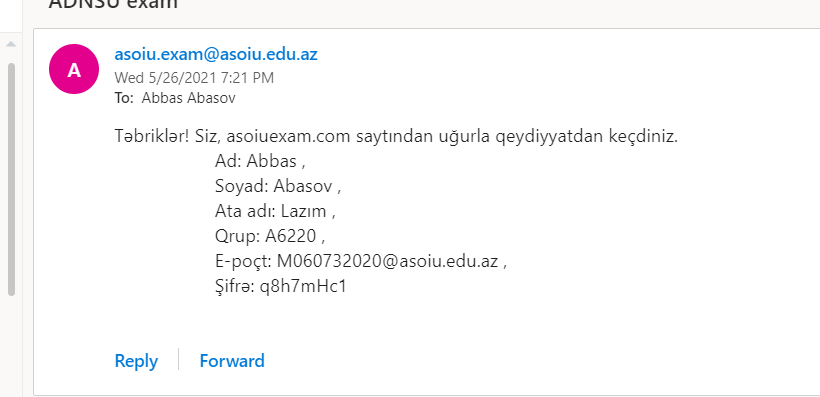 ADNSU exam
A
asoiu.exam@asoiu.edu.az
Wed 5/26/2021 7:21 PM
To: Abbas Abasov
Təbriklər! Siz, asoiuexam.com saytından uğurla qeydiyyatdan keçdiniz.
Ad: Abbas ,
Soyad: Abasov ,
Ata adı: Lazım ,
Qrup: A6220 ,
E-poçt: M060732020@asoiu.edu.az ,
Şifrə: q8h7mHc1
Reply
Forward